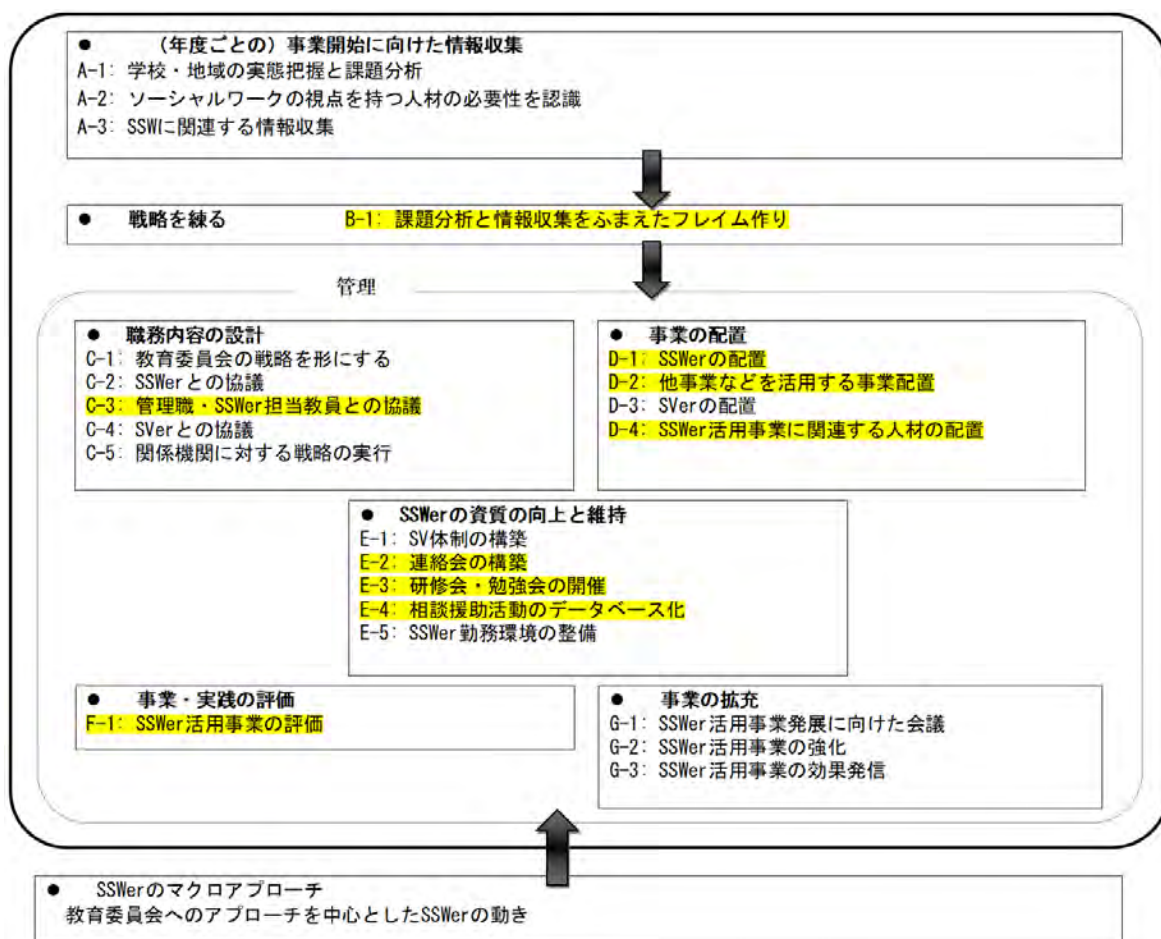 ● （年度ごとの）事業開始に向けた情報収集
A-1: 学校・地域の実態把握と課題分析
A-2: ソーシャルワークの視点を持つ人材の必要性を認識
A-3: SSWに関連する情報収集
● 戦略を練る B-1: 課題分析と情報収集をふまえたフレイム作り
管理
● 職務内容の設計
C-1: 教育委員会の戦略を形にする
C-2: SSWerとの協議
C-3: 管理職・SSWer担当教員との協議
C-4: SVerとの協議
C-5: 関係機関に対する戦略の実行
● 事業の配置
D-1: SSWerの配置
D-2: 他事業などを活用する事業配置
D-3: SVerの配置
D-4: SSWer活用事業に関連する人材の配置
● SSWerの資質の向上と維持
E-1: SV体制の構築
E-2: 連絡会の構築
E-3: 研修会・勉強会の開催
E-4: 相談援助活動のデータベース化
E-5: SSWer勤務環境の整備
● 事業・実践の評価
F-1: SSWer活用事業の評価
● 事業の拡充
G-1: SSWer活用事業発展に向けた会議
G-2: SSWer活用事業の強化
G-3: SSWer活用事業の効果発信
● SSWerのマクロアプローチ
教育委員会へのアプローチを中心としたSSWerの動き